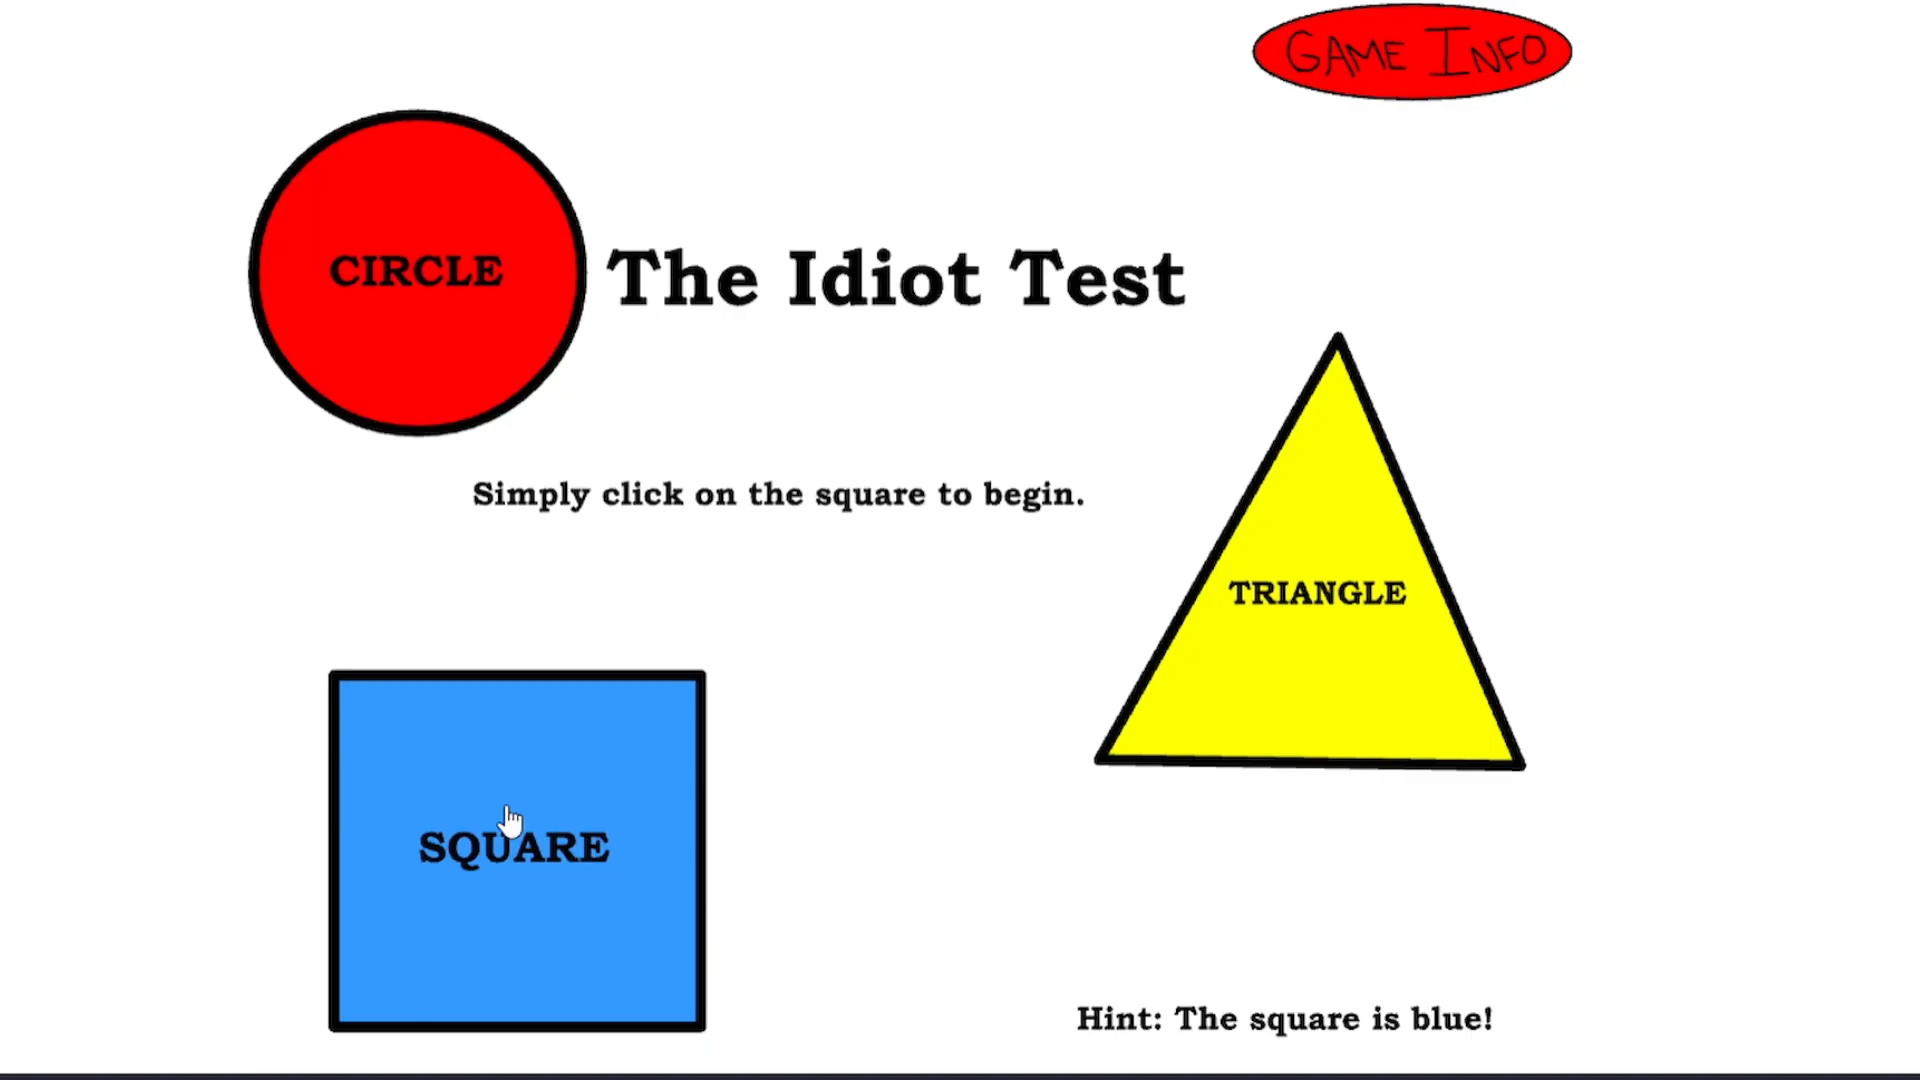 GAME INFO
CIRCLE
The Idiot Test
Simply click on the square to begin.
TRIANGLE
SQUARE
Hint: The square is blue!